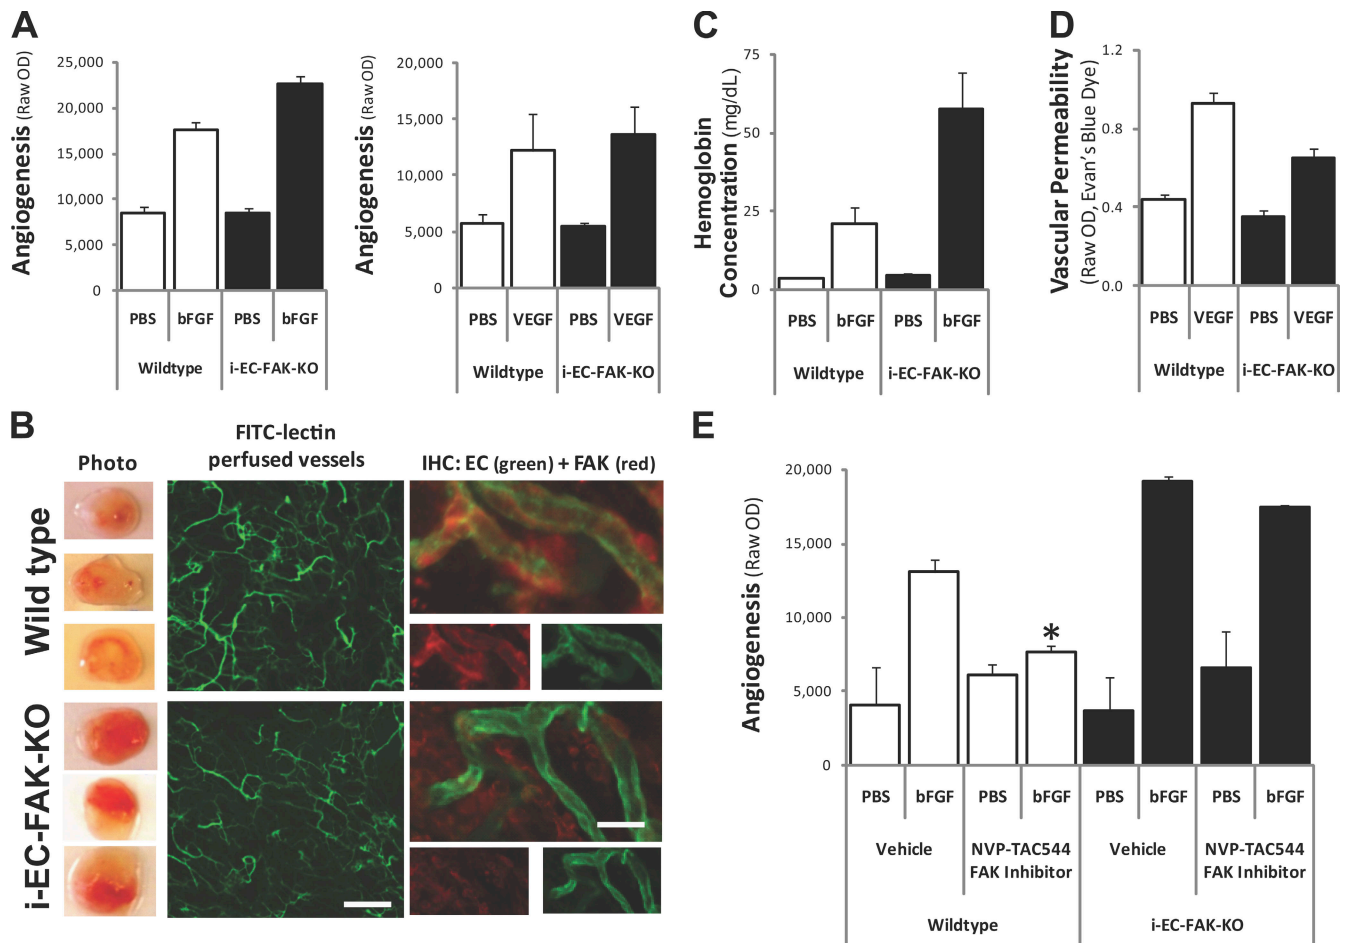 A
Angiogenesis (Raw OD)
25,000
20,000
15,000
10,000
5,000
0
PBS bFGF PBS bFGF
Wildtype i-EC-FAK-KO
Angiogenesis (Raw OD)
20,000
15,000
10,000
5,000
0
PBS VEGF PBS VEGF
Wildtype i-EC-FAK-KO
C
Hemoglobin
Concentration (mg/dL)
75
50
25
0
PBS bFGF PBS bFGF
Wildtype i-EC-FAK-KO
D
Vascular Permeability
(Raw OD, Evan's Blue Dye)
1.2
0.8
0.4
0.0
PBS VEGF PBS VEGF
Wildtype i-EC-FAK-KO
B
Photo
FITC-lectin
perfused vessels
IHC: EC (green) + FAK (red)
Wild type
i-EC-FAK-KO
E
Angiogenesis (Raw OD)
20,000
15,000
10,000
5,000
0
*
PBS bFGF PBS bFGF PBS bFGF PBS bFGF
Vehicle NVP-TAC544 Vehicle NVP-TAC544
FAK Inhibitor FAK Inhibitor
Wildtype i-EC-FAK-KO